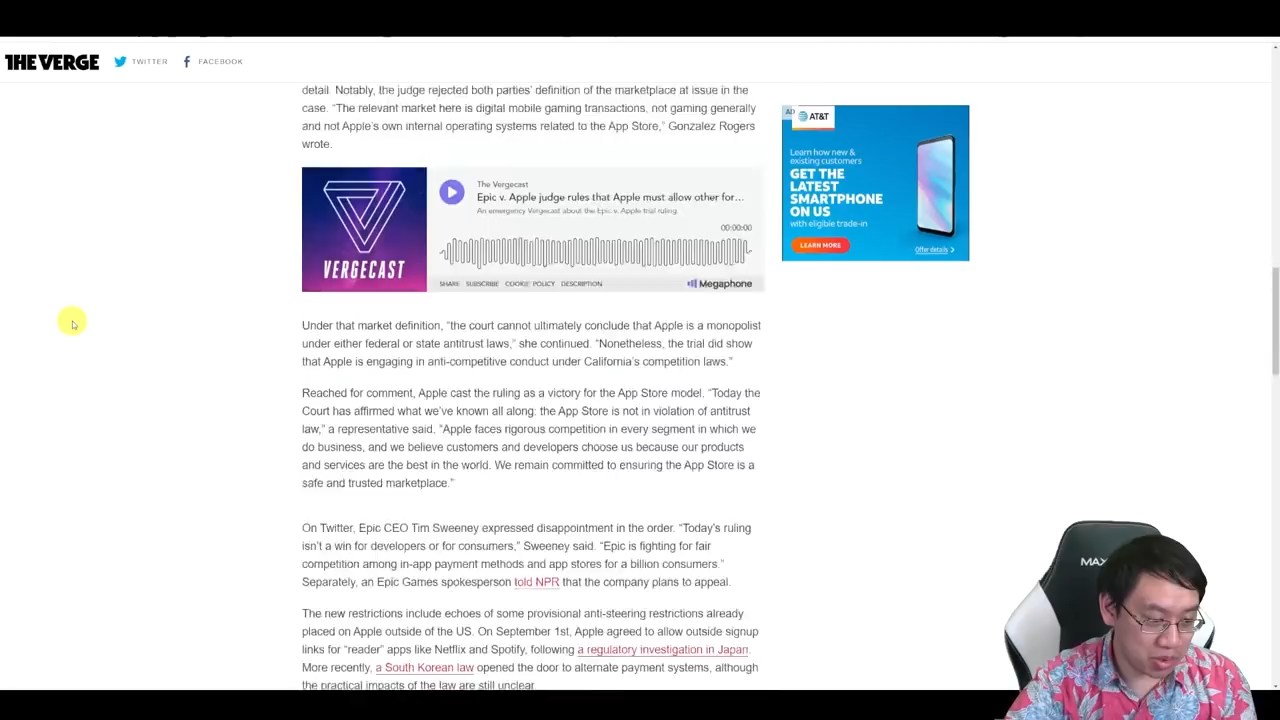 THE VERGE
TWITTER
FACEBOOK
detail. Notably, the judge rejected both parties’ definition of the marketplace at issue in the
case. “The relevant market here is digital mobile gaming transactions, not gaming generally
and not Apple’s own internal operating systems related to the App Store,” Gonzalez Rogers
wrote.
VERGECAST
The Vergecast
Epic v. Apple judge rules that Apple must allow other for...
An emergency Vergecast about the Epic v. Apple trial ruling.
00:00:00
SHARE SUBSCRIBE COOKIE POLICY DESCRIPTION
Megaphone
AD
AT&T
Learn how new &
existing customers
GET THE
LATEST
SMARTPHONE
ON US
with eligible trade-in
LEARN MORE
Offer details
Under that market definition, “the court cannot ultimately conclude that Apple is a monopolist
under either federal or state antitrust laws,” she continued. “Nonetheless, the trial did show
that Apple is engaging in anti-competitive conduct under California’s competition laws.”
Reached for comment, Apple cast the ruling as a victory for the App Store model. “Today the
Court has affirmed what we’ve known all along: the App Store is not in violation of antitrust
law,” a representative said. “Apple faces rigorous competition in every segment in which we
do business, and we believe customers and developers choose us because our products
and services are the best in the world. We remain committed to ensuring the App Store is a
safe and trusted marketplace.”
On Twitter, Epic CEO Tim Sweeney expressed disappointment in the order. “Today’s ruling
isn’t a win for developers or for consumers,” Sweeney said. “Epic is fighting for fair
competition among in-app payment methods and app stores for a billion consumers.”
Separately, an Epic Games spokesperson told NPR that the company plans to appeal.
The new restrictions include echoes of some provisional anti-steering restrictions already
placed on Apple outside of the US. On September 1st, Apple agreed to allow outside signup
links for “reader” apps like Netflix and Spotify, following a regulatory investigation in Japan.
More recently, a South Korean law opened the door to alternate payment systems, although
the practical impacts of the law are still unclear.
MAX